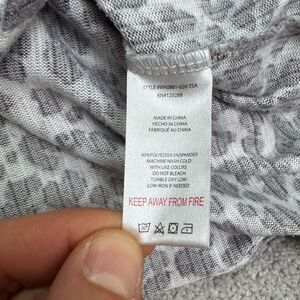 STYLE #WA0881-020-TSA
RN#125288
MADE IN CHINA
HECHO EN CHINA
FABRIQUÉ AU CHINA
95% POLYESTER 5% SPANDEX
MACHINE WASH COLD
WITH LIKE COLORS
DO NOT BLEACH
TUMBLE DRY LOW
LOW IRON IF NEEDED
KEEP AWAY FROM FIRE